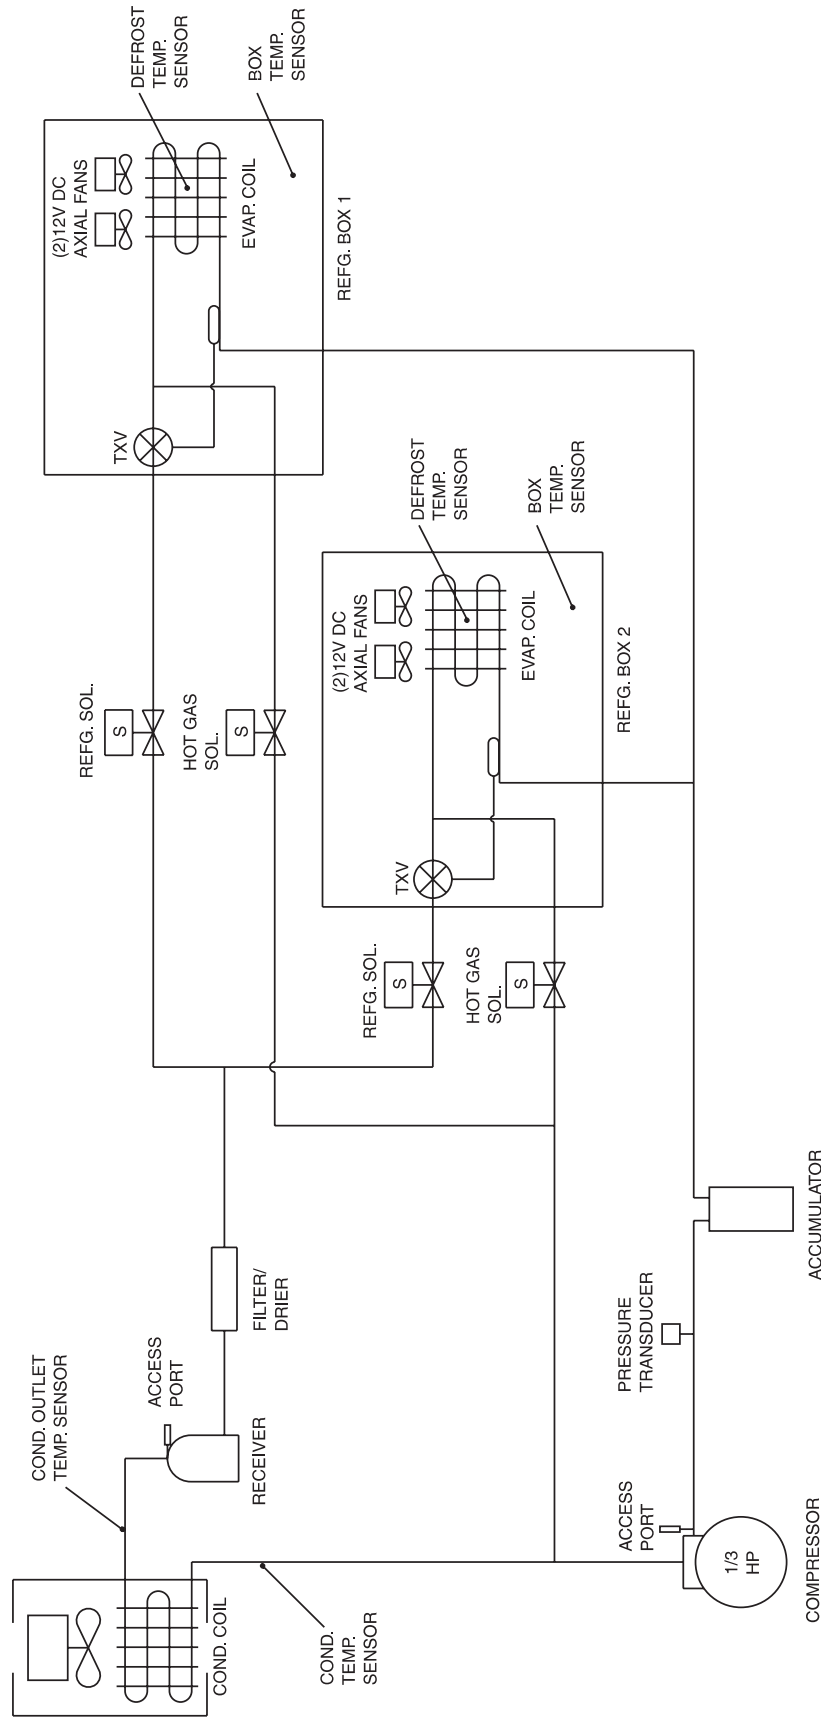 COND. OUTLET
TEMP. SENSOR
COND. COIL
COND.
TEMP.
SENSOR
ACCESS
PORT
RECEIVER
FILTER/
DRIER
REFG. SOL.
S
HOT GAS
SOL.
S
TXV
(2)12V DC
AXIAL FANS
EVAP. COIL
DEFROST
TEMP.
SENSOR
BOX
TEMP.
SENSOR
REFG. BOX 1
REFG. SOL.
S
HOT GAS
SOL.
S
TXV
(2)12V DC
AXIAL FANS
EVAP. COIL
DEFROST
TEMP.
SENSOR
BOX
TEMP.
SENSOR
REFG. BOX 2
ACCESS
PORT
1/3
HP
COMPRESSOR
PRESSURE
TRANSDUCER
ACCUMULATOR